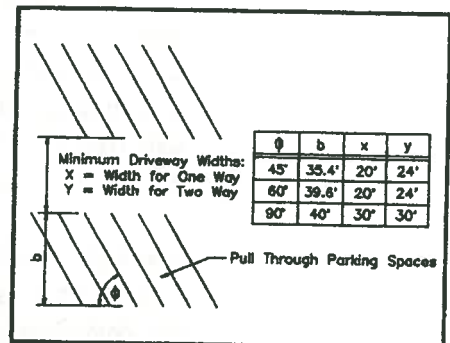 Minimum Driveway Widths:
X = Width for One Way
Y = Width for Two Way
ϕ b x y
45° 35.4' 20' 24'
60° 39.6' 20' 24'
90° 40' 30' 30'
b
ϕ
Pull Through Parking Spaces